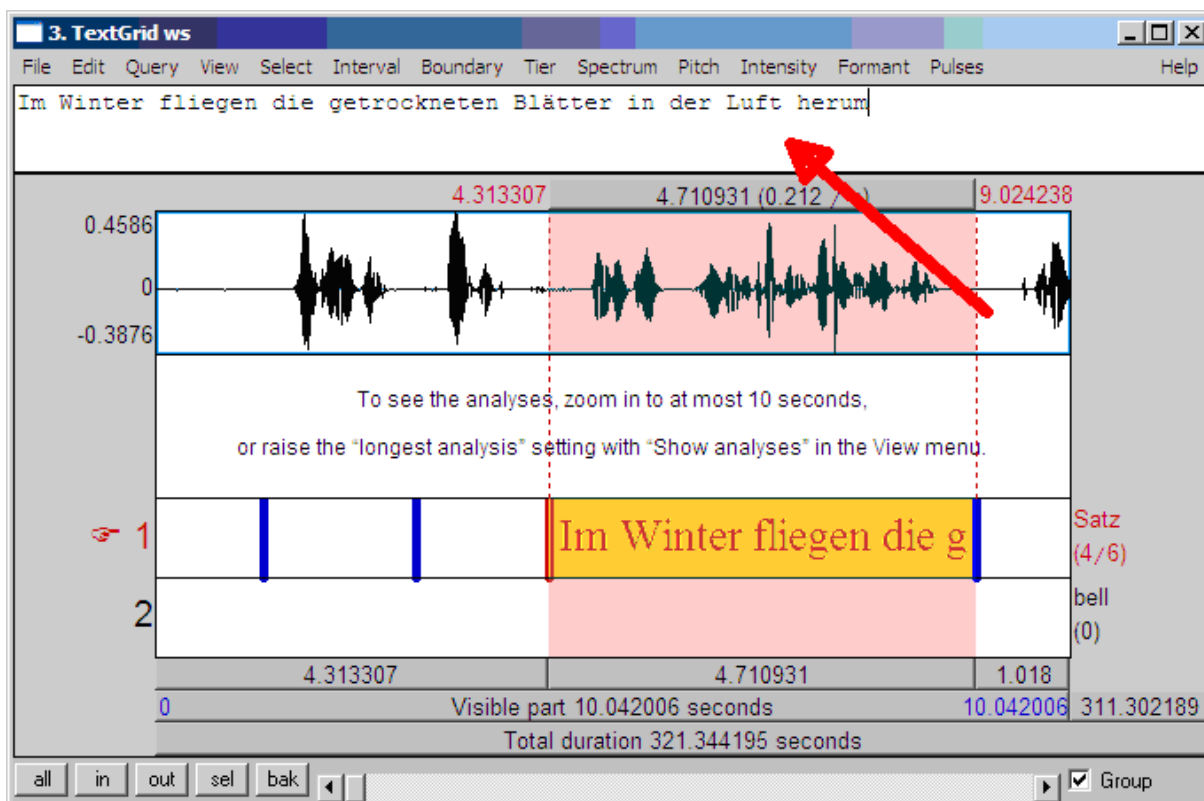 3. TextGrid ws
File Edit Query View Select Interval Boundary Tier Spectrum Pitch Intensity Formant Pulses Help
Im Winter fliegen die getrockneten Blätter in der Luft herum
4.313307 4.710931 (0.212 / 9.024238
0.4586
0
-0.3876
To see the analyses, zoom in to at most 10 seconds,
or raise the “longest analysis” setting with “Show analyses” in the View menu.
1 Im Winter fliegen die g Satz
(4/6)
2 bell
(0)
4.313307 4.710931 1.018
0 Visible part 10.042006 seconds 10.042006 311.302189
Total duration 321.344195 seconds
all in out sel bak Group